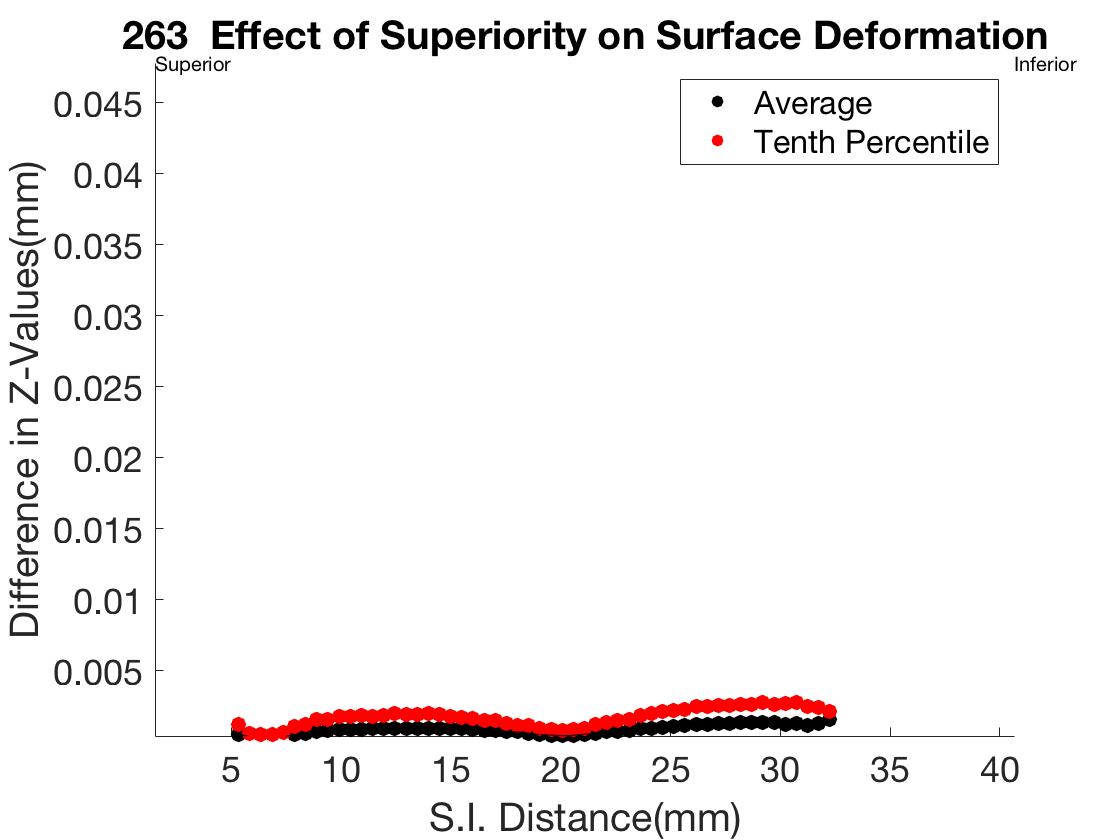 263  Effect of Superiority on Surface Deformation
Superior
Inferior
Average
Tenth Percentile
0.045
0.04
0.035
0.03
0.025
0.02
0.015
0.01
0.005
Difference in Z-Values(mm)
5 10 15 20 25 30 35 40
S.I. Distance(mm)